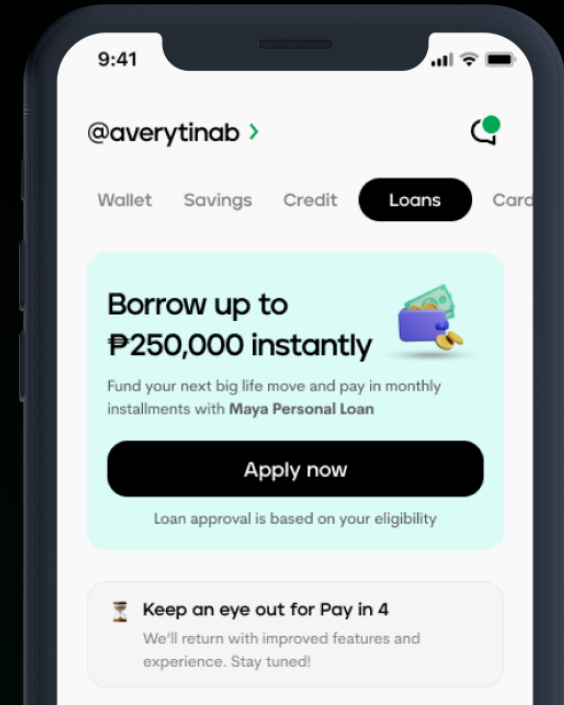 9:41
@averytinab
Wallet Savings Credit Loans Card
Borrow up to
₱250,000 instantly
Fund your next big life move and pay in monthly
installments with Maya Personal Loan
Apply now
Loan approval is based on your eligibility
Keep an eye out for Pay in 4
We'll return with improved features and
experience. Stay tuned!